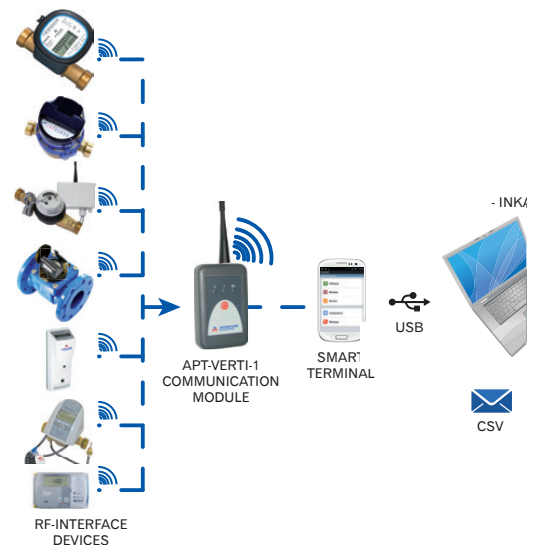 - INKA
APT-VERTI-1
COMMUNICATION
MODULE
SMART
TERMINAL
USB
CSV
RF-INTERFACE
DEVICES